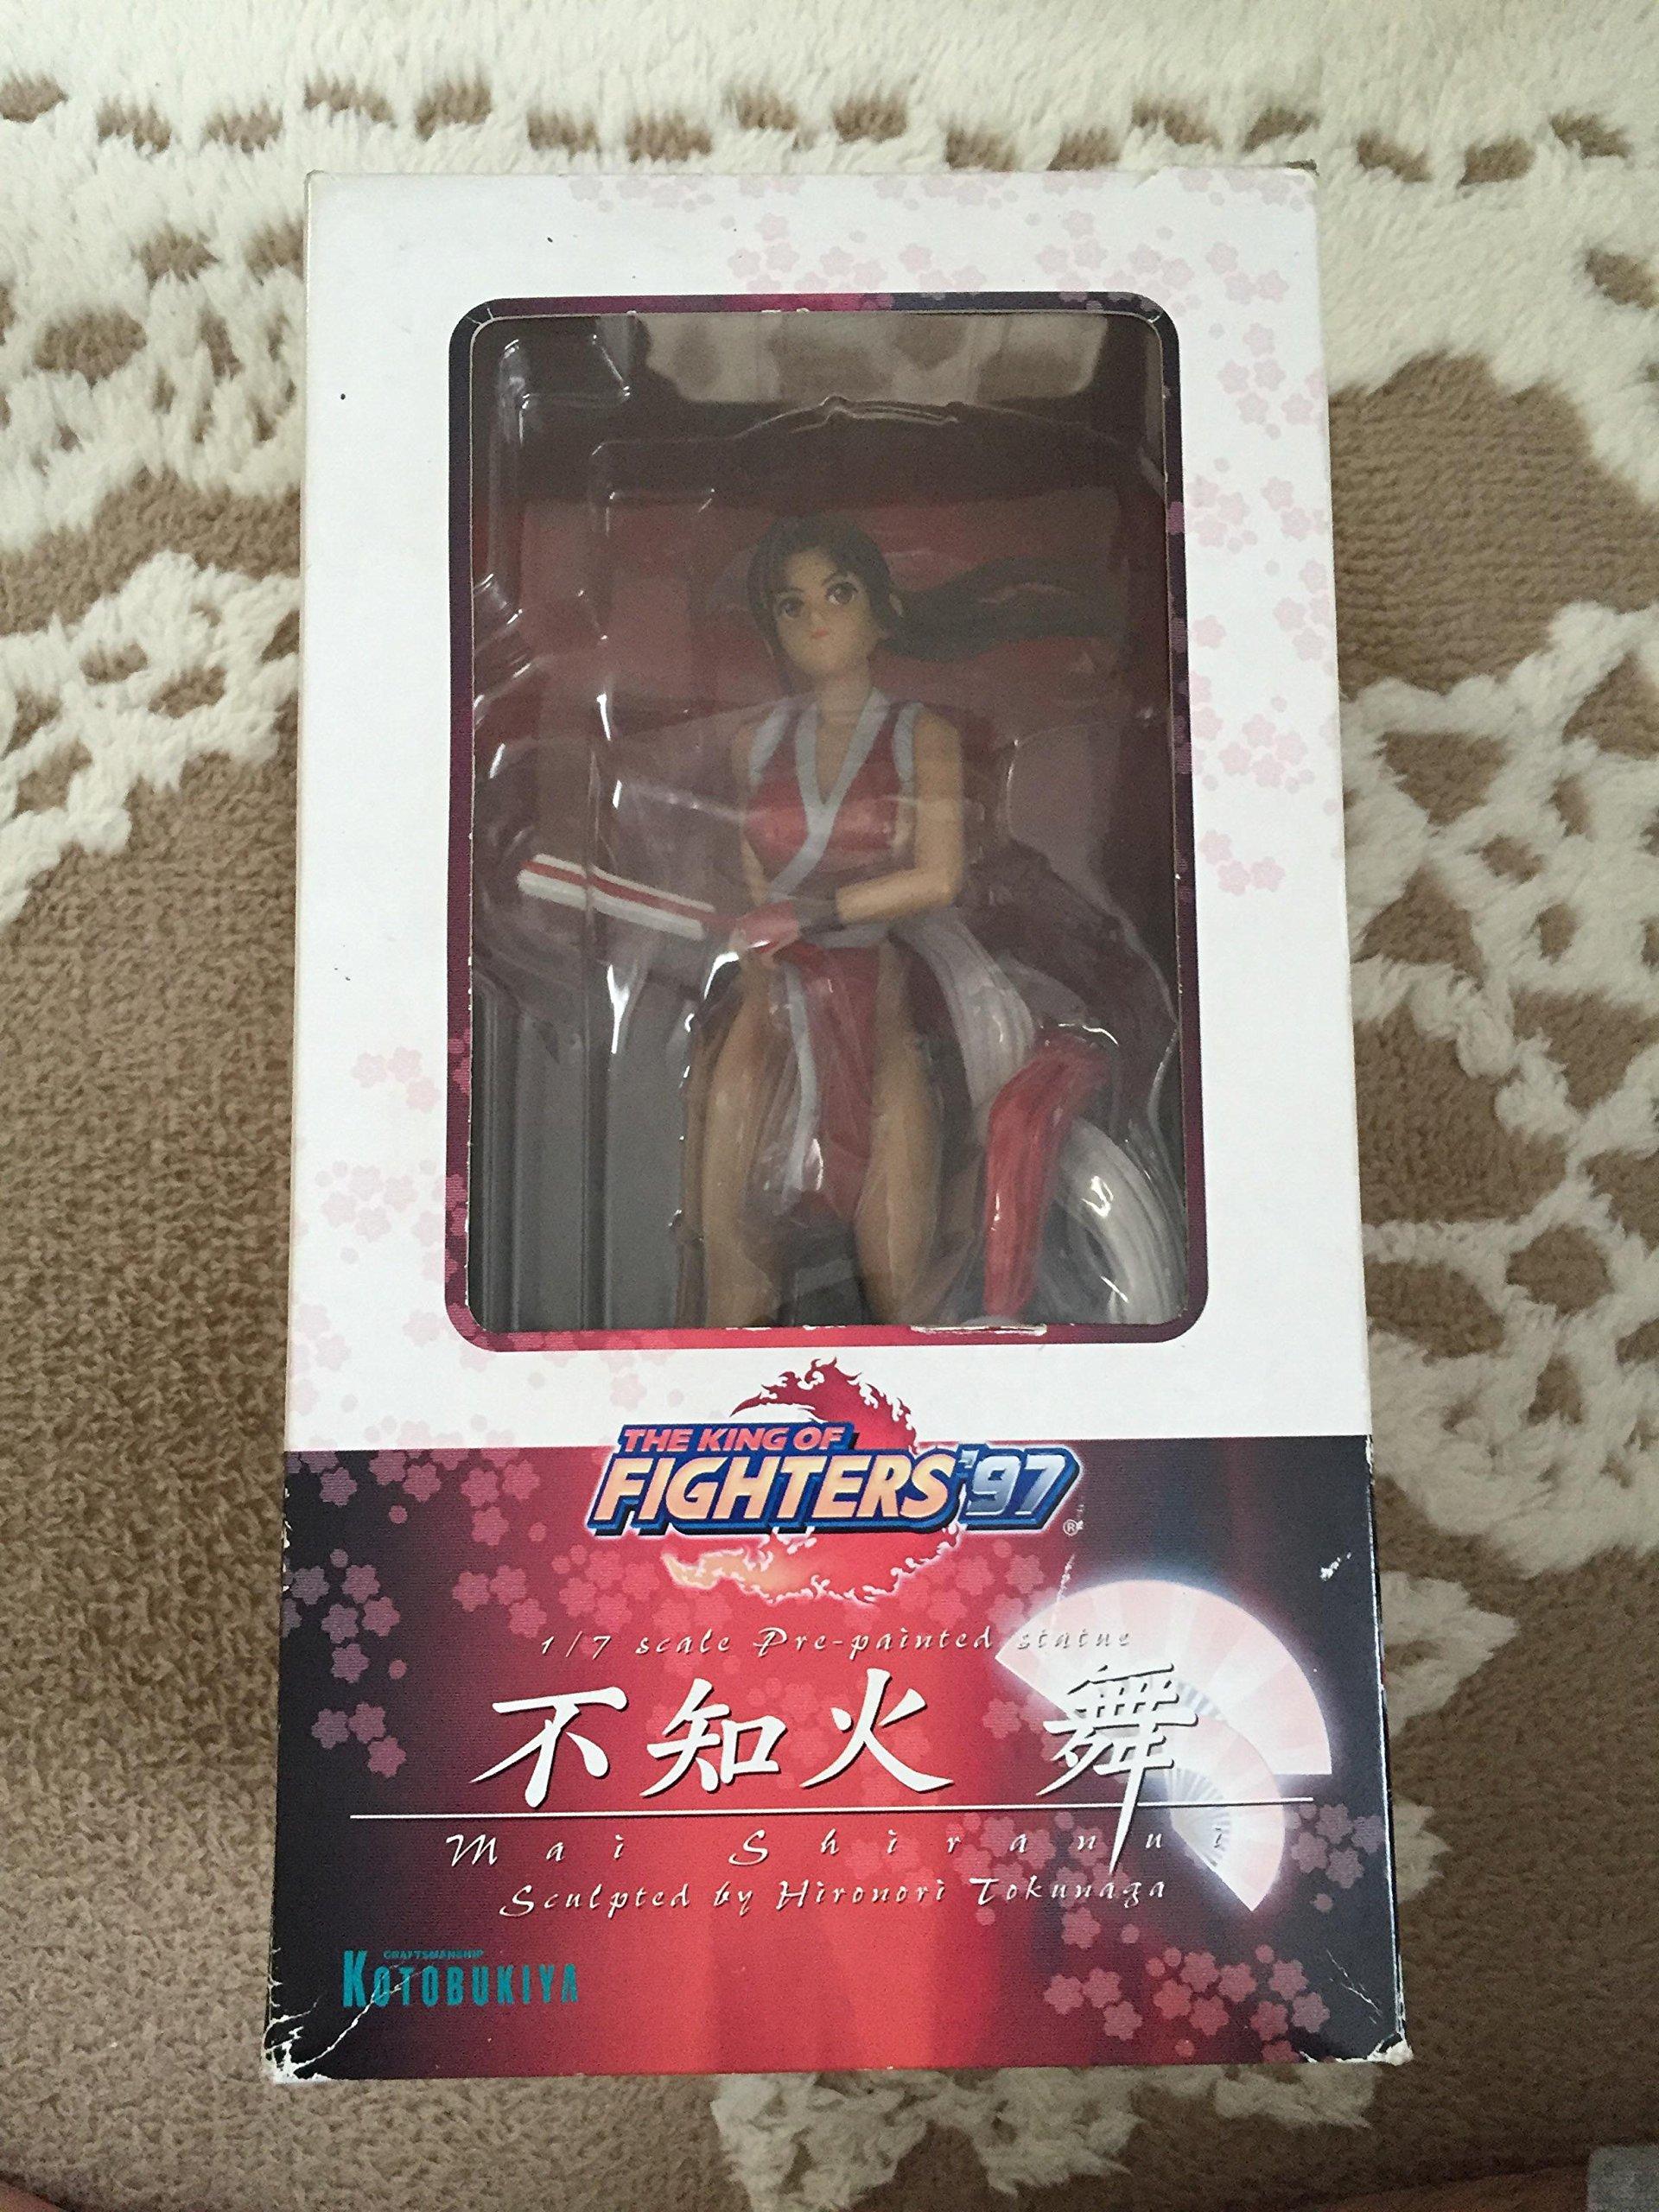 THE KING OF
FIGHTERS'97
®
1/7 scale Pre-painted statue
不知火 舞
Mai Shiranui
Sculpted by Hironori Tokunaga
CRAFTSMANSHIP
KOTOBUKIYA